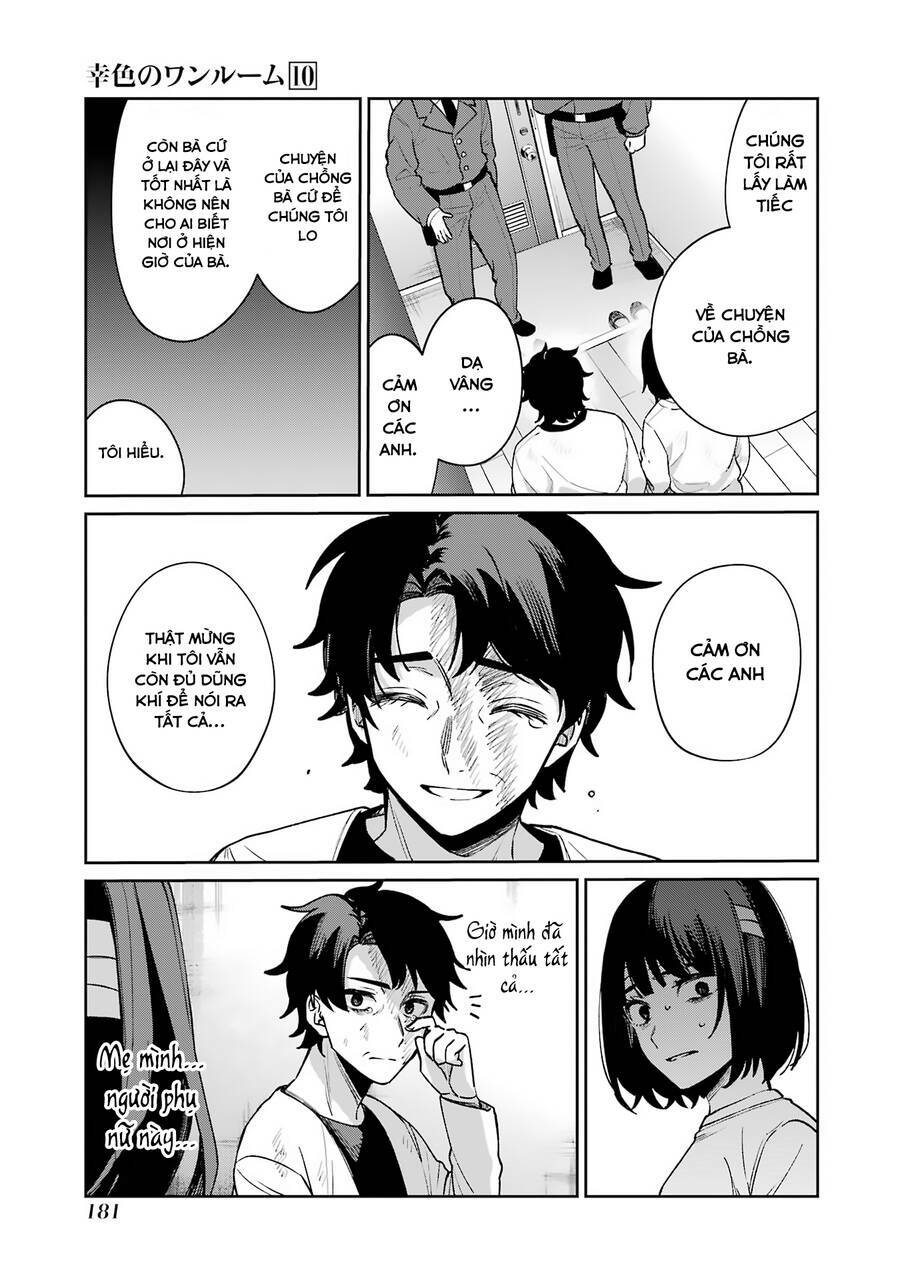 幸色のワンルーム10
CHÚNG
TÔI RẤT
LẤY LÀM
TIẾC
VỀ CHUYỆN
CỦA CHỒNG
BÀ.
DẠ
VÂNG
...
CẢM
ƠN
CÁC
ANH.
CHUYỆN
CỦA CHỒNG
BÀ CỨ ĐỂ
CHÚNG TÔI
LO
CÒN BÀ CỨ
Ở LẠI ĐÂY VÀ
TỐT NHẤT LÀ
KHÔNG NÊN
CHO AI BIẾT
NƠI Ở HIỆN
GIỜ CỦA BÀ.
TÔI HIỂU.
CẢM ƠN
CÁC ANH
THẬT MỪNG
KHI TÔI VẪN
CÒN ĐỦ DŨNG
KHÍ ĐỂ NÓI RA
TẤT CẢ...
Giờ mình đã
nhìn thấu tất
cả...
Mẹ mình...
người phụ
nữ này...
181